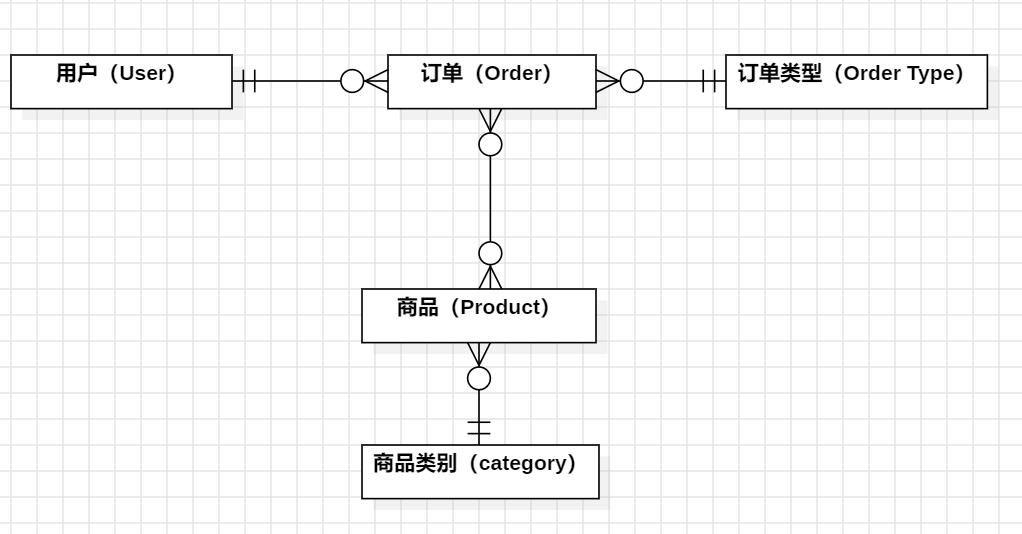 用户（User）
订单（Order）
订单类型（Order Type）
商品（Product）
商品类别（category）